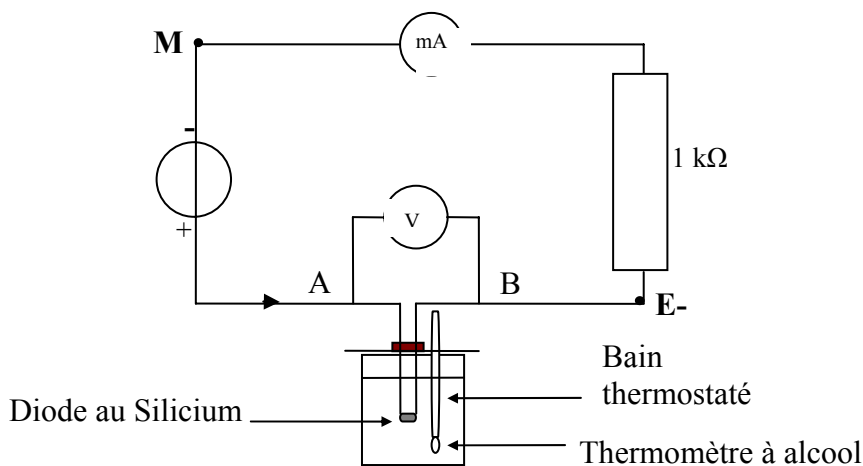 M
mA
-
+
1 kΩ
V
A
B
E-
Bain
thermostaté
Diode au Silicium
Thermomètre à alcool